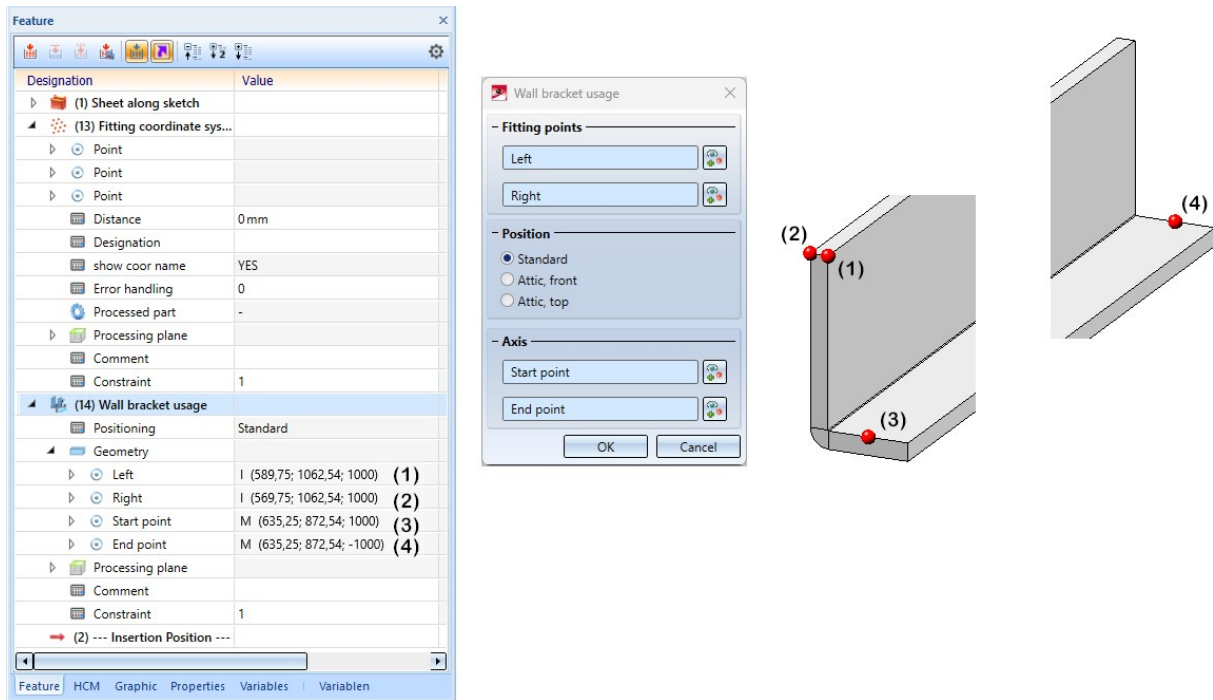 Feature
Designation Value
(1) Sheet along sketch
(13) Fitting coordinate sys...
Point
Point
Point
Distance 0 mm
Designation
show coor name YES
Error handling 0
Processed part -
Processing plane
Comment
Constraint 1
(14) Wall bracket usage
Positioning Standard
Geometry
Left I (589,75; 1062,54; 1000) (1)
Right I (569,75; 1062,54; 1000) (2)
Start point M (635,25; 872,54; 1000) (3)
End point M (635,25; 872,54; -1000) (4)
Processing plane
Comment
Constraint 1
(2) --- Insertion Position ---
Feature HCM Graphic Properties Variables Variablen
Wall bracket usage
Fitting points
Left
Right
Position
Standard
Attic, front
Attic, top
Axis
Start point
End point
OK Cancel
(2)
(1)
(3)
(4)